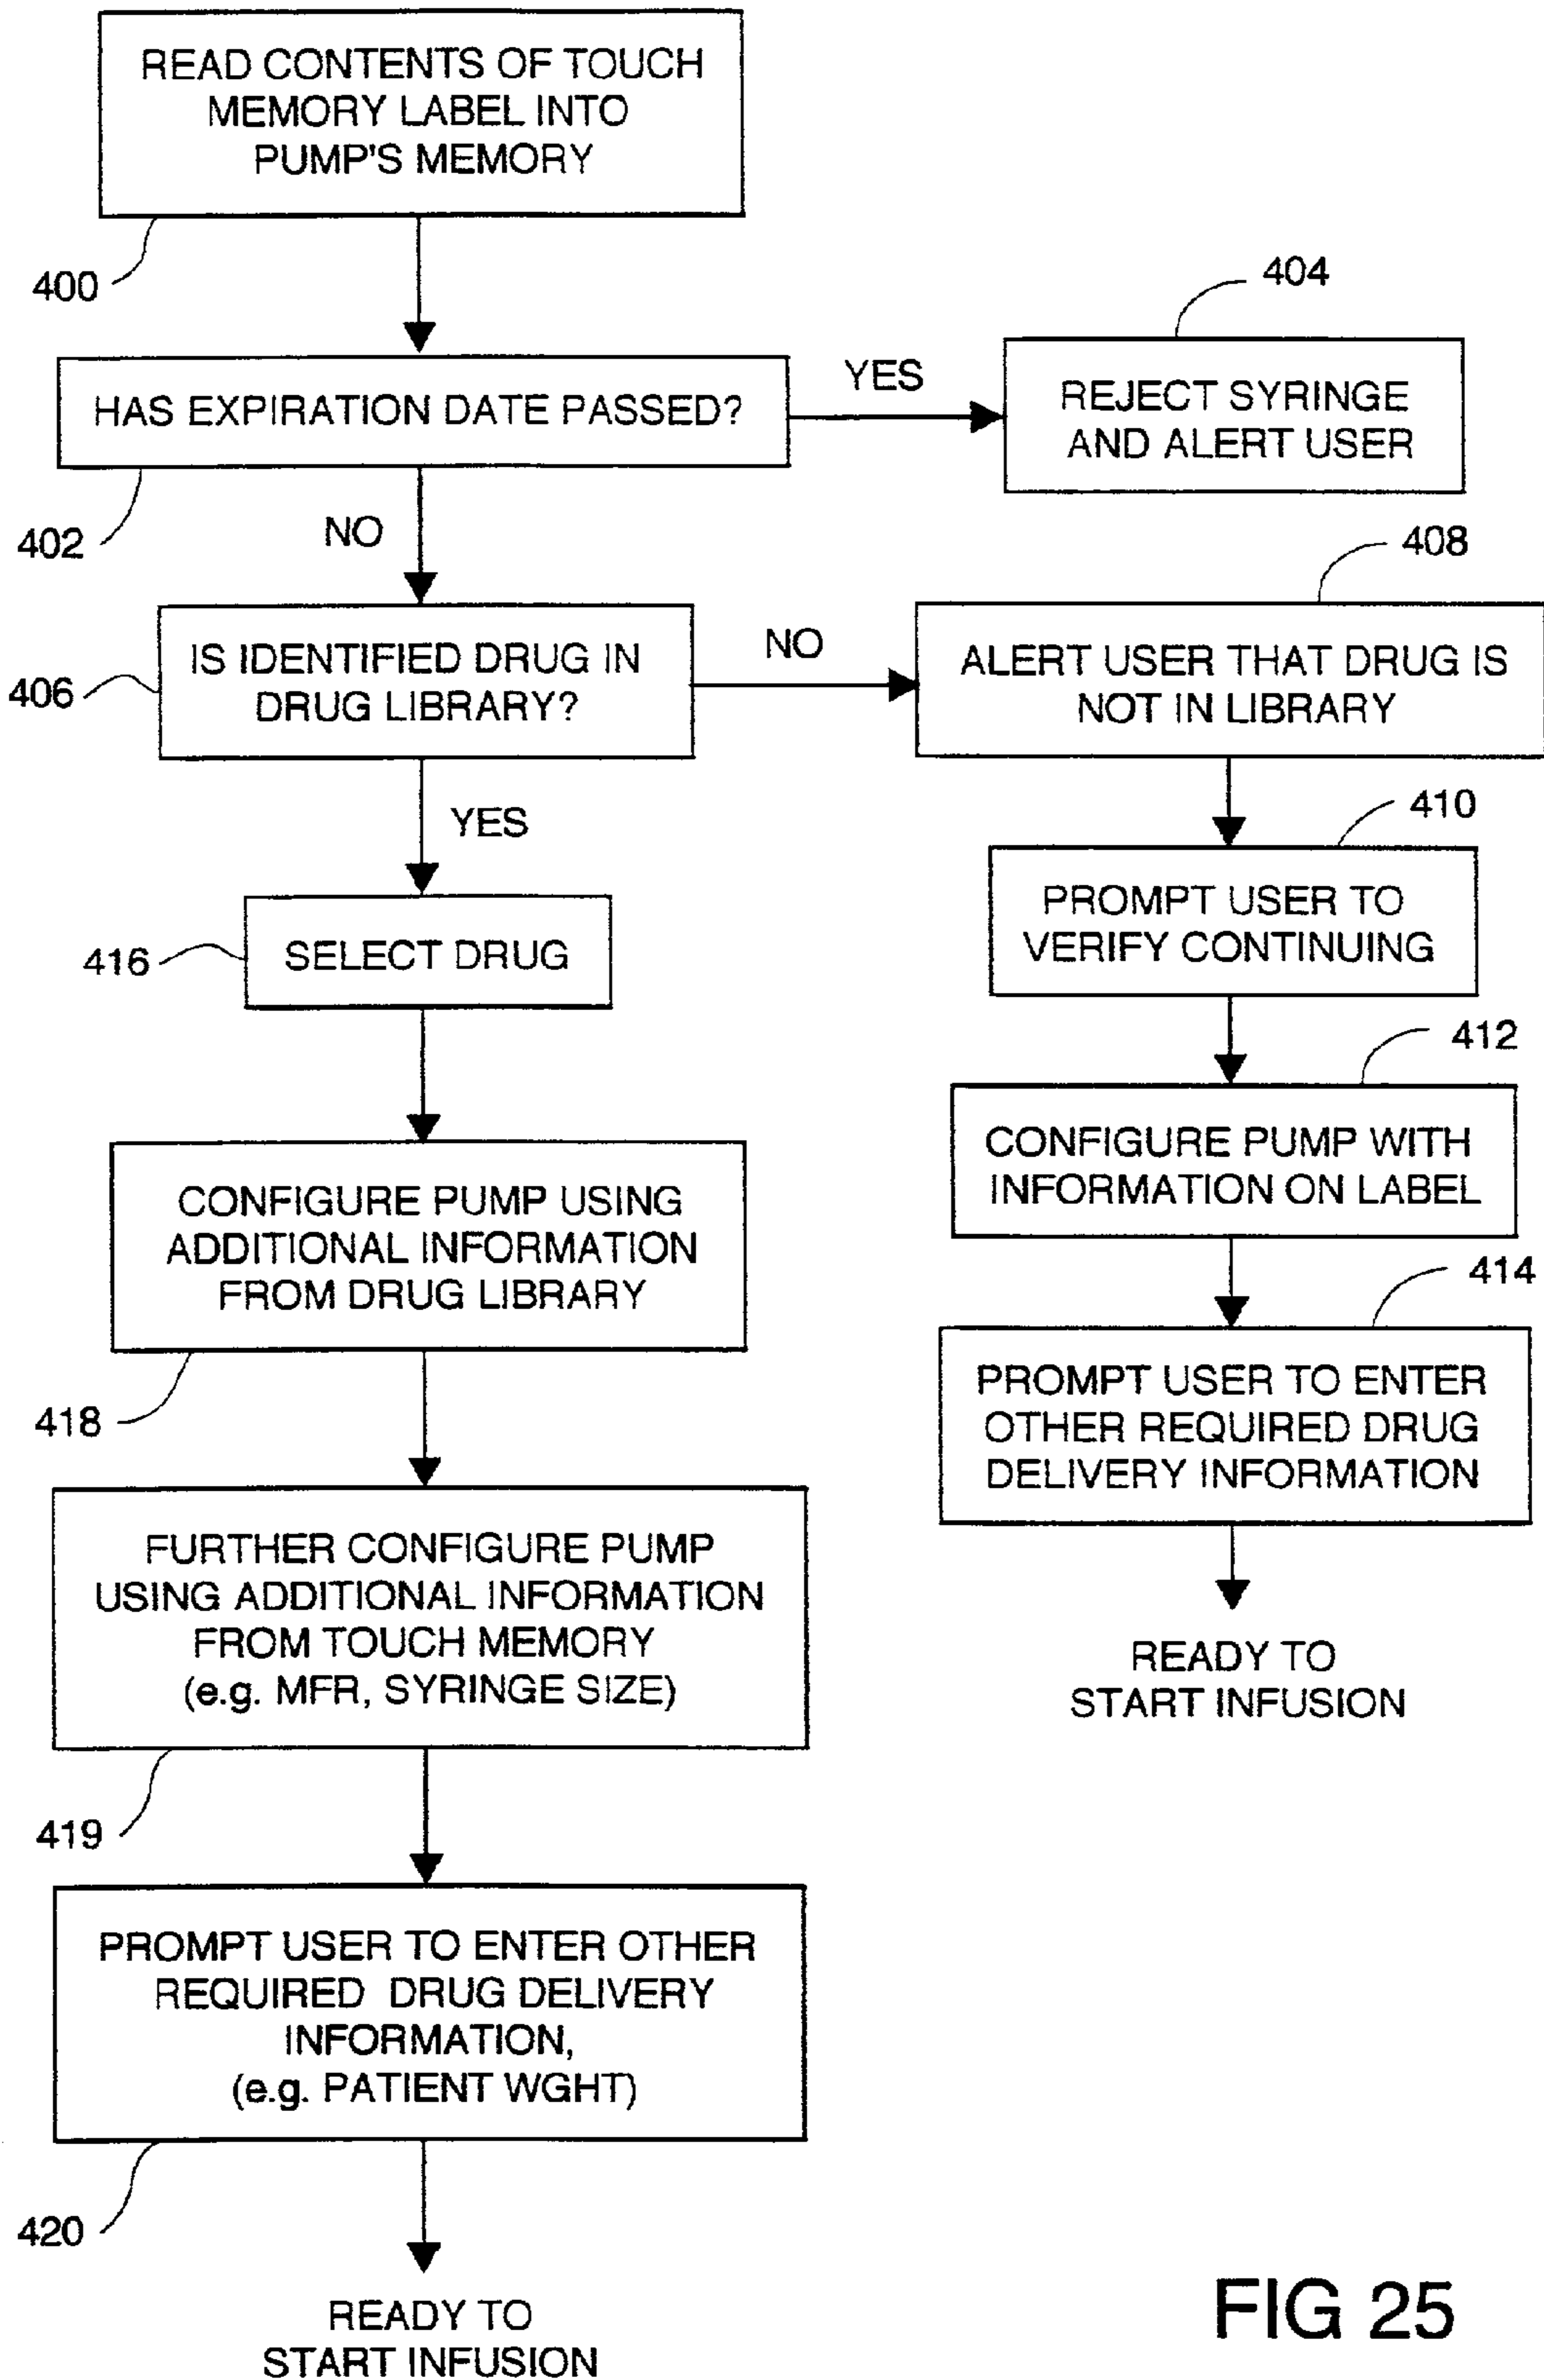 READ CONTENTS OF TOUCH
MEMORY LABEL INTO
PUMP'S MEMORY
400
404
HAS EXPIRATION DATE PASSED?
YES
REJECT SYRINGE
AND ALERT USER
402
NO
408
406
IS IDENTIFIED DRUG IN
DRUG LIBRARY?
NO
ALERT USER THAT DRUG IS
NOT IN LIBRARY
YES
410
416
SELECT DRUG
PROMPT USER TO
VERIFY CONTINUING
412
CONFIGURE PUMP USING
ADDITIONAL INFORMATION
FROM DRUG LIBRARY
CONFIGURE PUMP WITH
INFORMATION ON LABEL
414
418
PROMPT USER TO ENTER
OTHER REQUIRED DRUG
DELIVERY INFORMATION
FURTHER CONFIGURE PUMP
USING ADDITIONAL INFORMATION
FROM TOUCH MEMORY
(e.g. MFR, SYRINGE SIZE)
READY TO
START INFUSION
419
PROMPT USER TO ENTER OTHER
REQUIRED DRUG DELIVERY
INFORMATION,
(e.g. PATIENT WGHT)
420
READY TO
START INFUSION
FIG 25